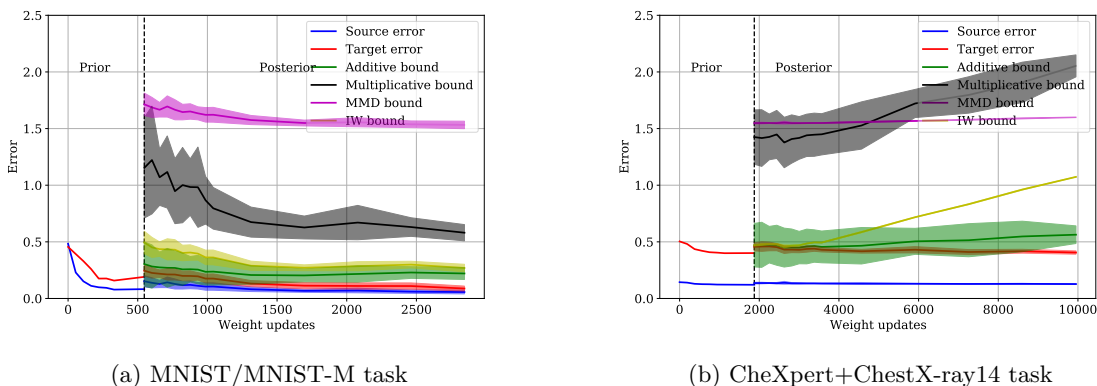 2.5
2.0
1.5
1.0
0.5
0.0
Error
0
500
1000
1500
2000
2500
Weight updates
Prior
Posterior
Source error
Target error
Additive bound
Multiplicative bound
MMD bound
IW bound
(a) MNIST/MNIST-M task
2.5
2.0
1.5
1.0
0.5
0.0
Error
0
2000
4000
6000
8000
10000
Weight updates
Prior
Posterior
Source error
Target error
Additive bound
Multiplicative bound
MMD bound
IW bound
(b) CheXpert+ChestX-ray14 task